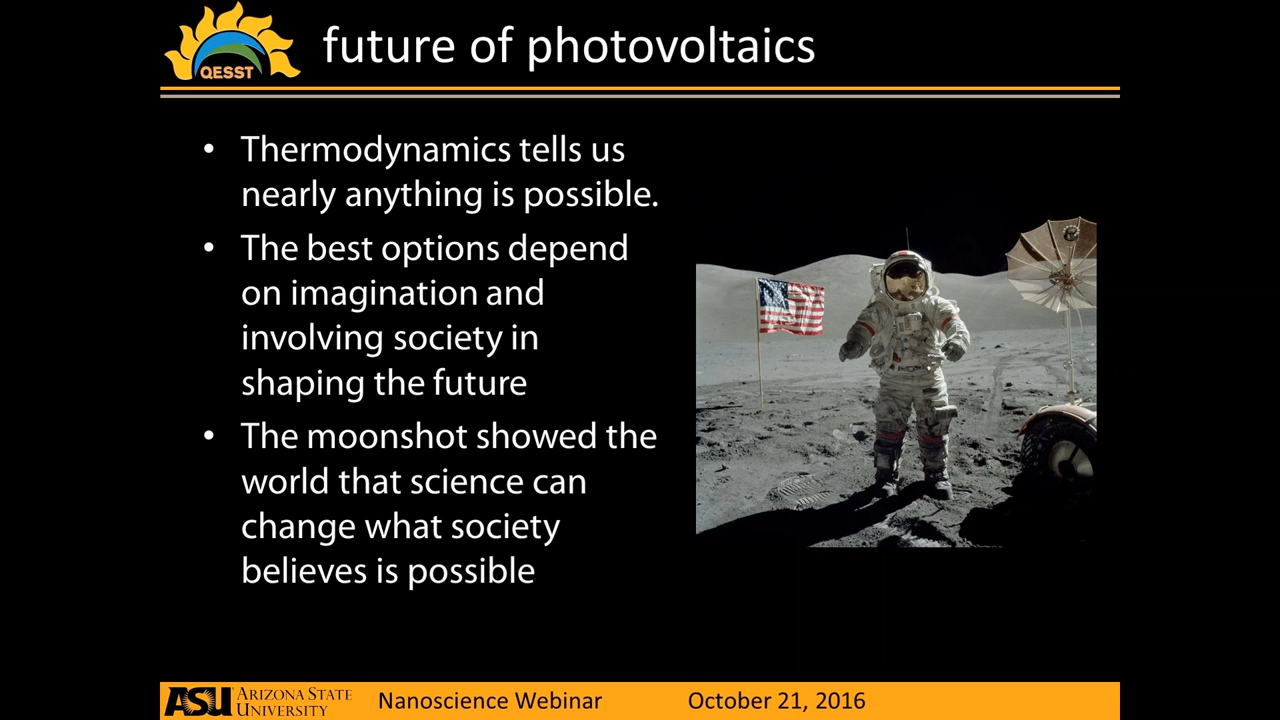 QESST
future of photovoltaics
• Thermodynamics tells us
nearly anything is possible.
• The best options depend
on imagination and
involving society in
shaping the future
• The moonshot showed the
world that science can
change what society
believes is possible
ASU ARIZONA STATE
UNIVERSITY
Nanoscience Webinar
October 21, 2016